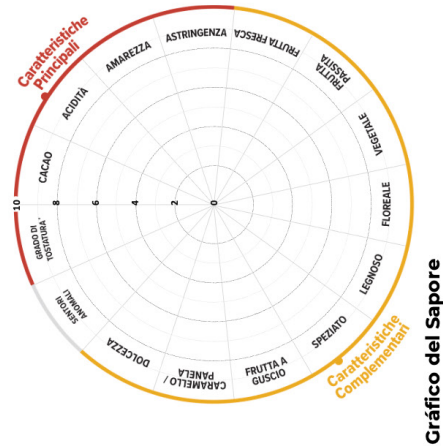 Gráfico del Sapore
Caratteristiche
Principali
Caratteristiche
Complementari
GRADO DI
TOSTATURA
CACAO
ACIDITÀ
AMAREZZA
ASTRINGENZA
FRUTTA FRESCA
FRUTTA
PASSITA
VEGETALE
FLOREALE
LEGNOSO
SPEZIATO
FRUTTA A
GUSCIO
CARAMELLO /
PANELA
DOLCEZZA
SENTORI
ANOMALI
10
8
6
4
2
0